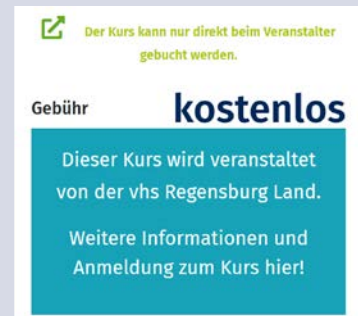 Der Kurs kann nur direkt beim Veranstalter
gebucht werden.
Gebühr kostenlos
Dieser Kurs wird veranstaltet
von der vhs Regensburg Land.
Weitere Informationen und
Anmeldung zum Kurs hier!